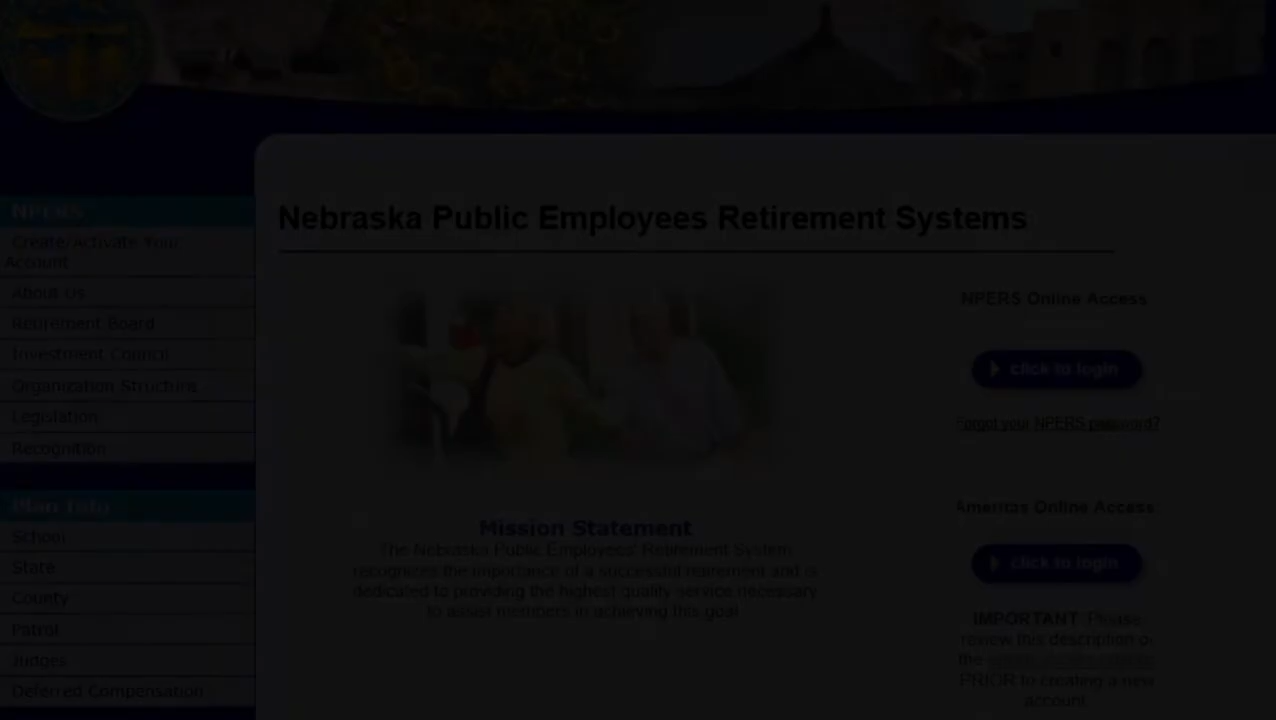 Nebraska Public Employees Retirement Systems
NPERS
Create/Activate Your
Account
About Us
Retirement Board
Investment Council
Organization Structure
Legislation
Recognition
Plan Info
School
State
County
Patrol
Judges
Deferred Compensation
Mission Statement
The Nebraska Public Employees' Retirement System
recognizes the importance of a successful retirement and is
dedicated to providing the highest quality service necessary
to assist members in achieving this goal
NPERS Online Access
click to login
Forgot your NPERS password?
Ameritas Online Access
click to login
IMPORTANT: Please
review this description of
the
PRIOR to creating a new
account